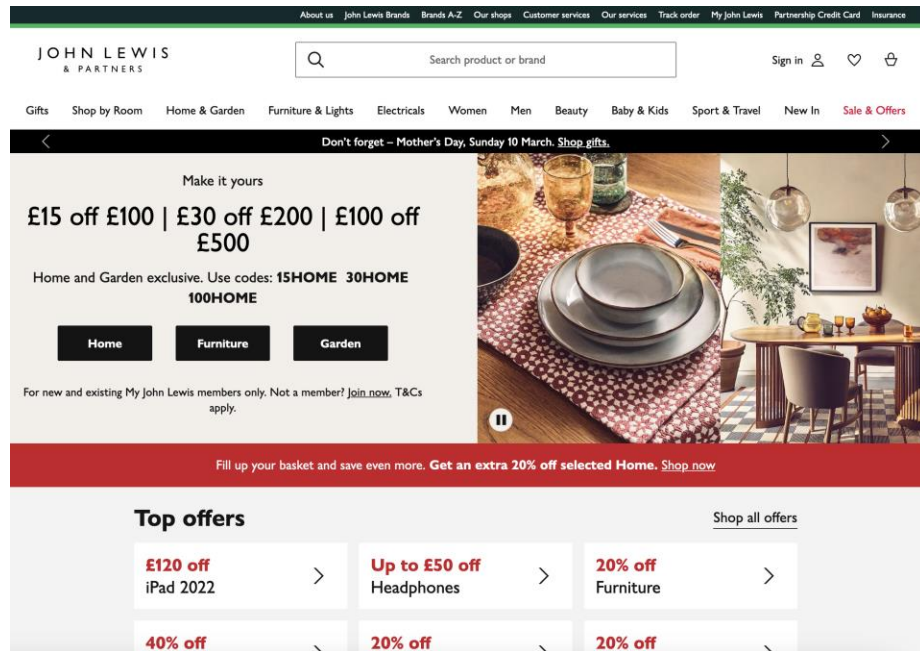 About us John Lewis Brands Brands A-Z Our shops Customer services Our services Track order My John Lewis Partnership Credit Card Insurance
JOHN LEWIS
& PARTNERS
Search product or brand
Sign in
Gifts Shop by Room Home & Garden Furniture & Lights Electricals Women Men Beauty Baby & Kids Sport & Travel New In Sale & Offers
Don't forget – Mother's Day, Sunday 10 March. Shop gifts.
Make it yours
£15 off £100 | £30 off £200 | £100 off
£500
Home and Garden exclusive. Use codes: 15HOME 30HOME
100HOME
Home Furniture Garden
For new and existing My John Lewis members only. Not a member? Join now. T&Cs
apply.
Fill up your basket and save even more. Get an extra 20% off selected Home. Shop now
Top offers
Shop all offers
£120 off
iPad 2022
Up to £50 off
Headphones
20% off
Furniture
40% off
20% off
20% off